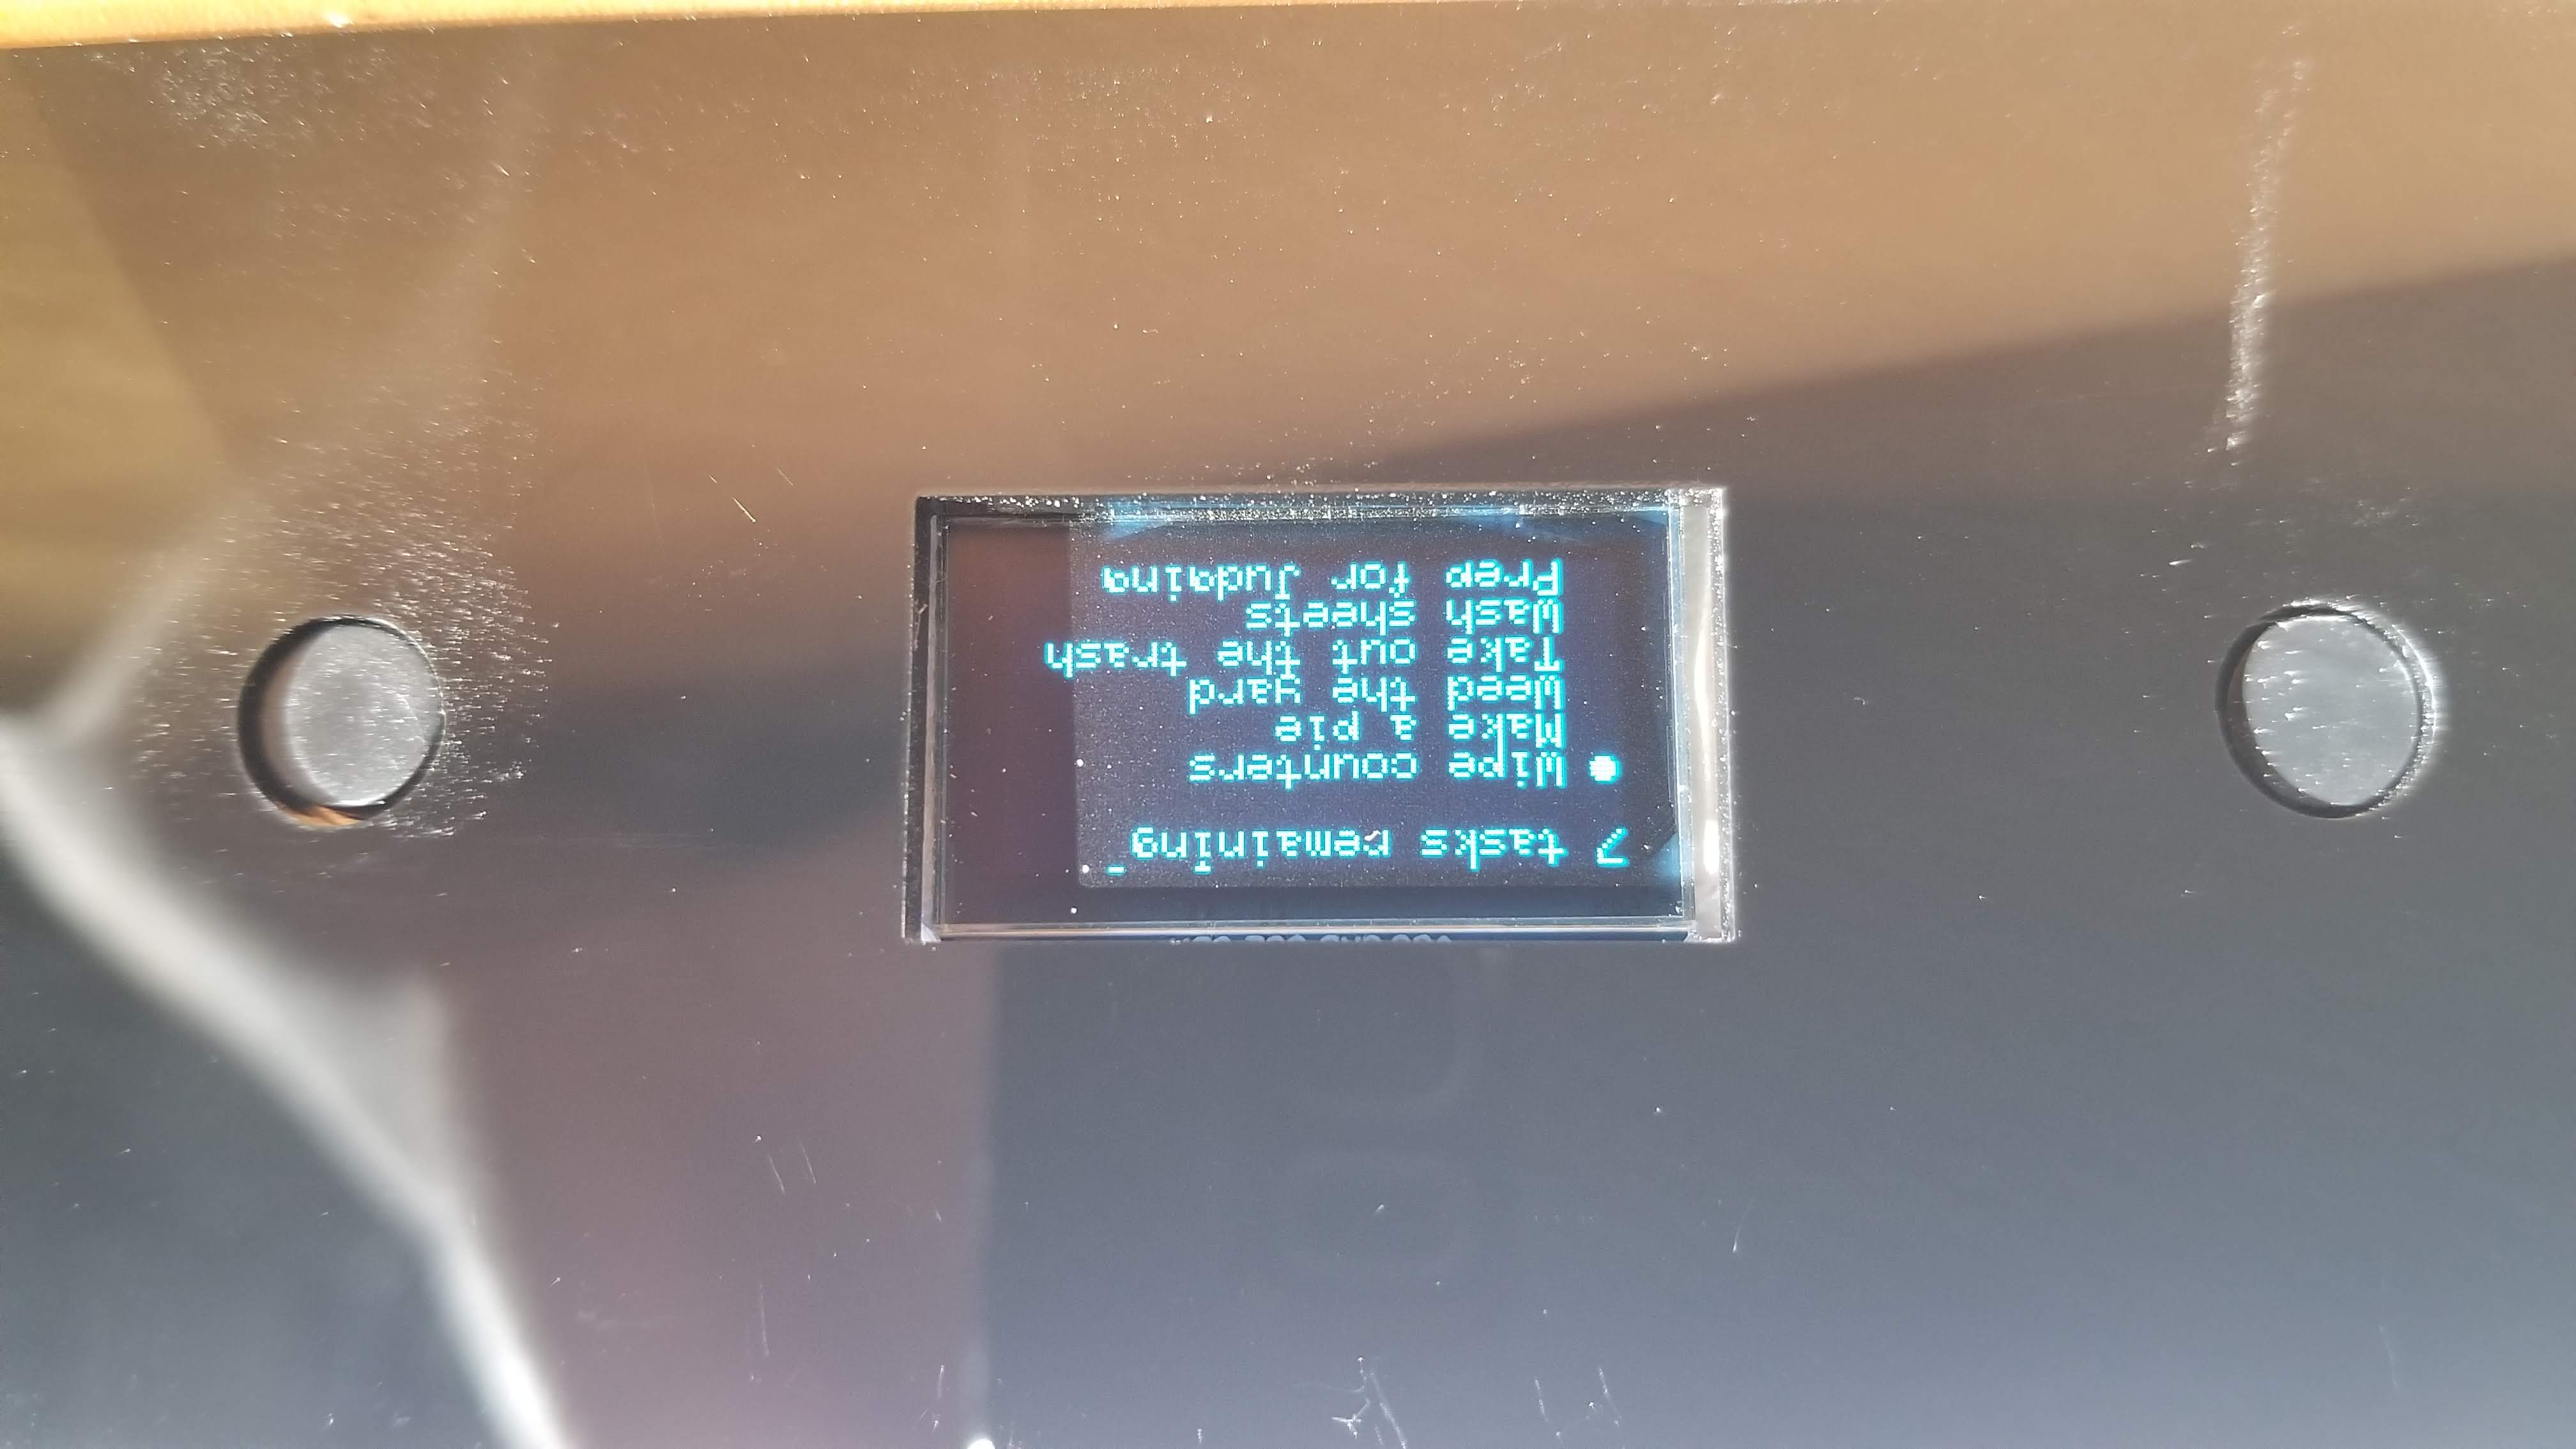 7 tasks remaining
Wipe counters
Make a pie
Weed the yard
Take out the trash
Wash sheets
Prep for Judging